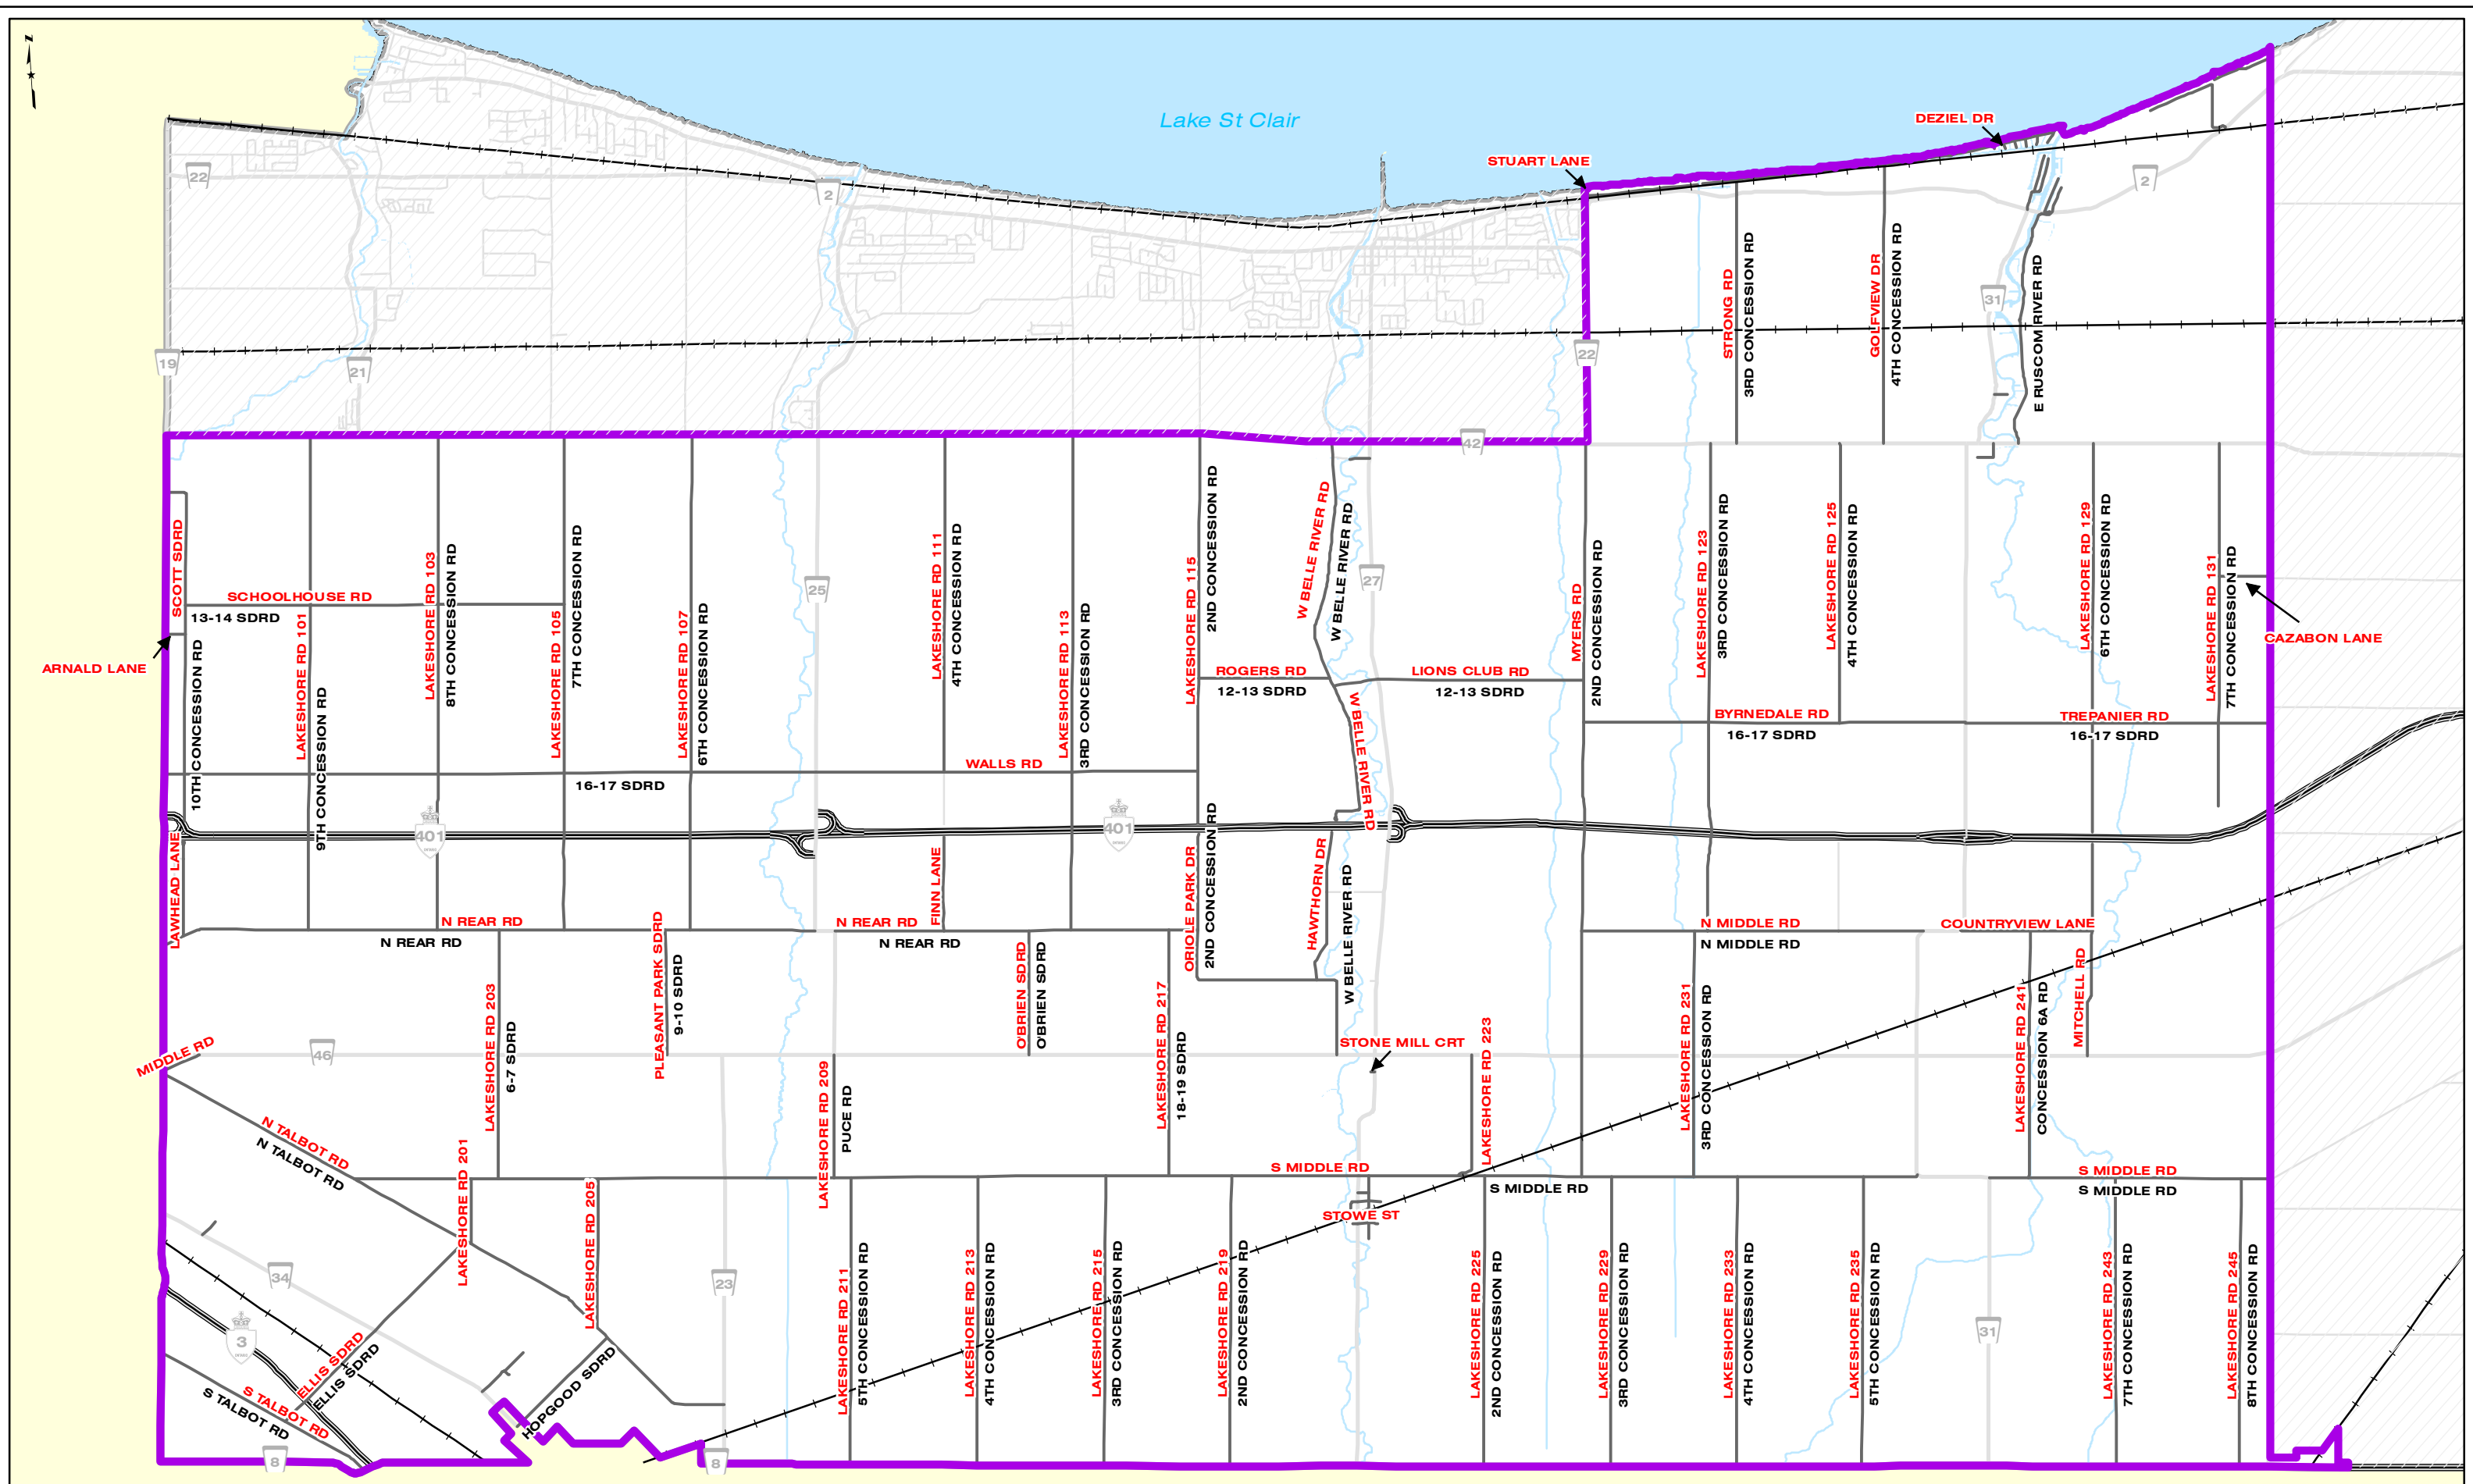 N
Lake St Clair
DEZIEL DR
STUART LANE
22
2
2
19
21
22
31
STRONG RD
3RD CONCESSION RD
GOLFVIEW DR
4TH CONCESSION RD
E RUSCOM RIVER RD
42
SCOTT SDRD
SCHOOLHOUSE RD
13-14 SDRD
ARNALD LANE
10TH CONCESSION RD
LAKESHORE RD 101
9TH CONCESSION RD
LAKESHORE RD 103
8TH CONCESSION RD
LAKESHORE RD 105
7TH CONCESSION RD
LAKESHORE RD 107
6TH CONCESSION RD
25
LAKESHORE RD 111
4TH CONCESSION RD
LAKESHORE RD 113
3RD CONCESSION RD
LAKESHORE RD 115
2ND CONCESSION RD
W BELLE RIVER RD
W BELLE RIVER RD
27
ROGERS RD
12-13 SDRD
LIONS CLUB RD
12-13 SDRD
W BELLE RIVER RD
MYERS RD
2ND CONCESSION RD
LAKESHORE RD 123
3RD CONCESSION RD
LAKESHORE RD 125
4TH CONCESSION RD
LAKESHORE RD 129
6TH CONCESSION RD
LAKESHORE RD 131
7TH CONCESSION RD
CAZABON LANE
BYRNEDALE RD
16-17 SDRD
TREPANIER RD
16-17 SDRD
WALLS RD
16-17 SDRD
401
401
LAWHEAD LANE
N REAR RD
N REAR RD
N REAR RD
N REAR RD
FINN LANE
ORIOLE PARK DR
2ND CONCESSION RD
HAWTHORN DR
W BELLE RIVER RD
N MIDDLE RD
N MIDDLE RD
COUNTRYVIEW LANE
MITCHELL RD
PLEASANT PARK SDRD
9-10 SDRD
O'BRIEN SDRD
O'BRIEN SDRD
LAKESHORE RD 203
6-7 SDRD
LAKESHORE RD 217
18-19 SDRD
LAKESHORE RD 231
3RD CONCESSION RD
LAKESHORE RD 241
CONCESSION 6A RD
MIDDLE RD
46
STONE MILL CRT
LAKESHORE RD 223
LAKESHORE RD 209
PUCE RD
N TALBOT RD
N TALBOT RD
LAKESHORE RD 201
LAKESHORE RD 205
S MIDDLE RD
S MIDDLE RD
S MIDDLE RD
S MIDDLE RD
STOWE ST
34
3
23
31
ELLIS SDRD
ELLIS SDRD
S TALBOT RD
S TALBOT RD
HOPGOOD SDRD
8
8
LAKESHORE RD 211
5TH CONCESSION RD
LAKESHORE RD 213
4TH CONCESSION RD
LAKESHORE RD 215
3RD CONCESSION RD
LAKESHORE RD 219
2ND CONCESSION RD
LAKESHORE RD 225
2ND CONCESSION RD
LAKESHORE RD 229
3RD CONCESSION RD
LAKESHORE RD 233
4TH CONCESSION RD
LAKESHORE RD 235
5TH CONCESSION RD
LAKESHORE RD 243
7TH CONCESSION RD
LAKESHORE RD 245
8TH CONCESSION RD